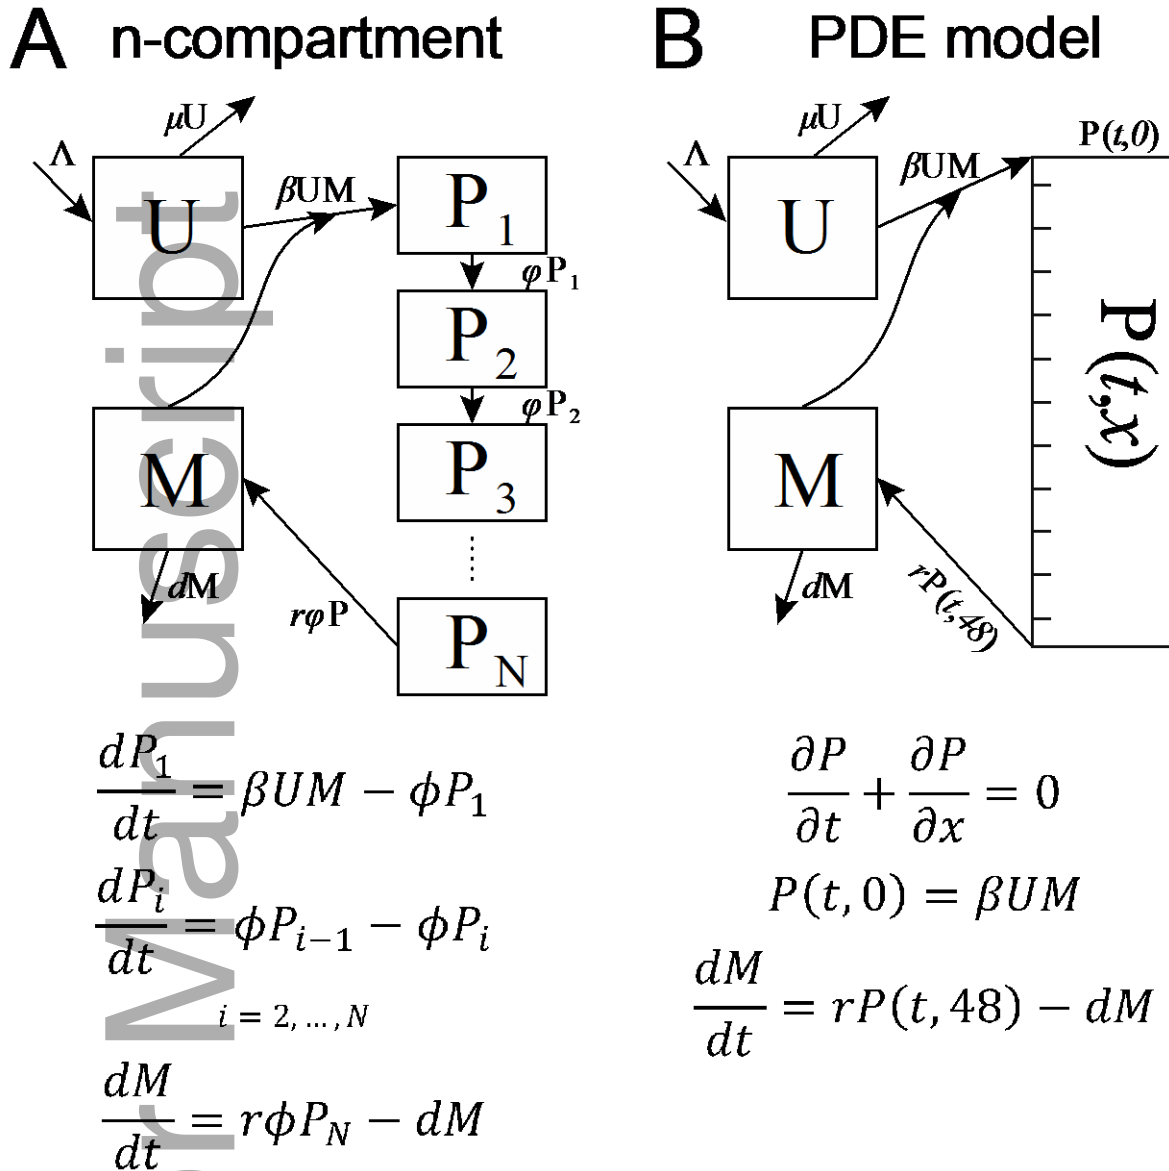 A n-compartment
μU
Λ
U
βUM
P1
φP1
P2
φP2
P3
M
dM
rφP
PN
dP1/dt = βUM − ϕP1
dPi/dt = ϕPi−1 − ϕPi
i = 2, ..., N
dM/dt = rϕPN − dM
B PDE model
μU
Λ
U
βUM
P(t,0)
P(t,x)
M
dM
rP(t,48)
∂P/∂t + ∂P/∂x = 0
P(t, 0) = βUM
dM/dt = rP(t, 48) − dM
r Manuscript